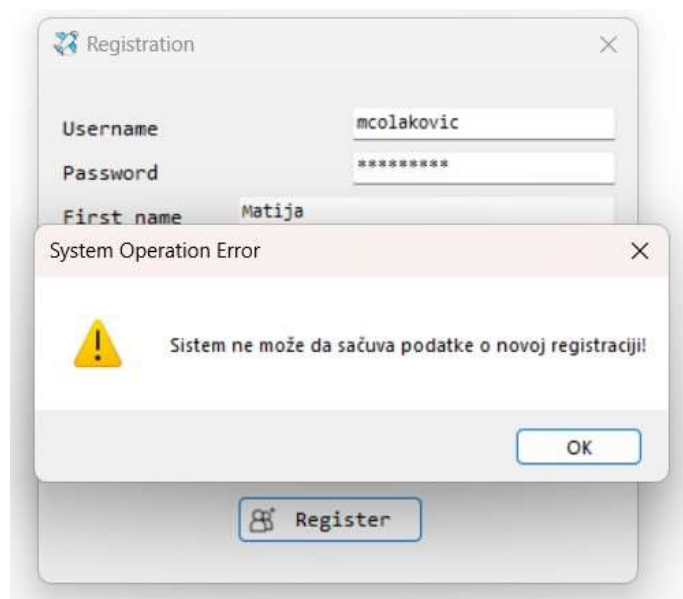 Registration
Username mcolakovic
Password *********
First name Matija
System Operation Error
Sistem ne može da sačuva podatke o novoj registraciji!
OK
Register